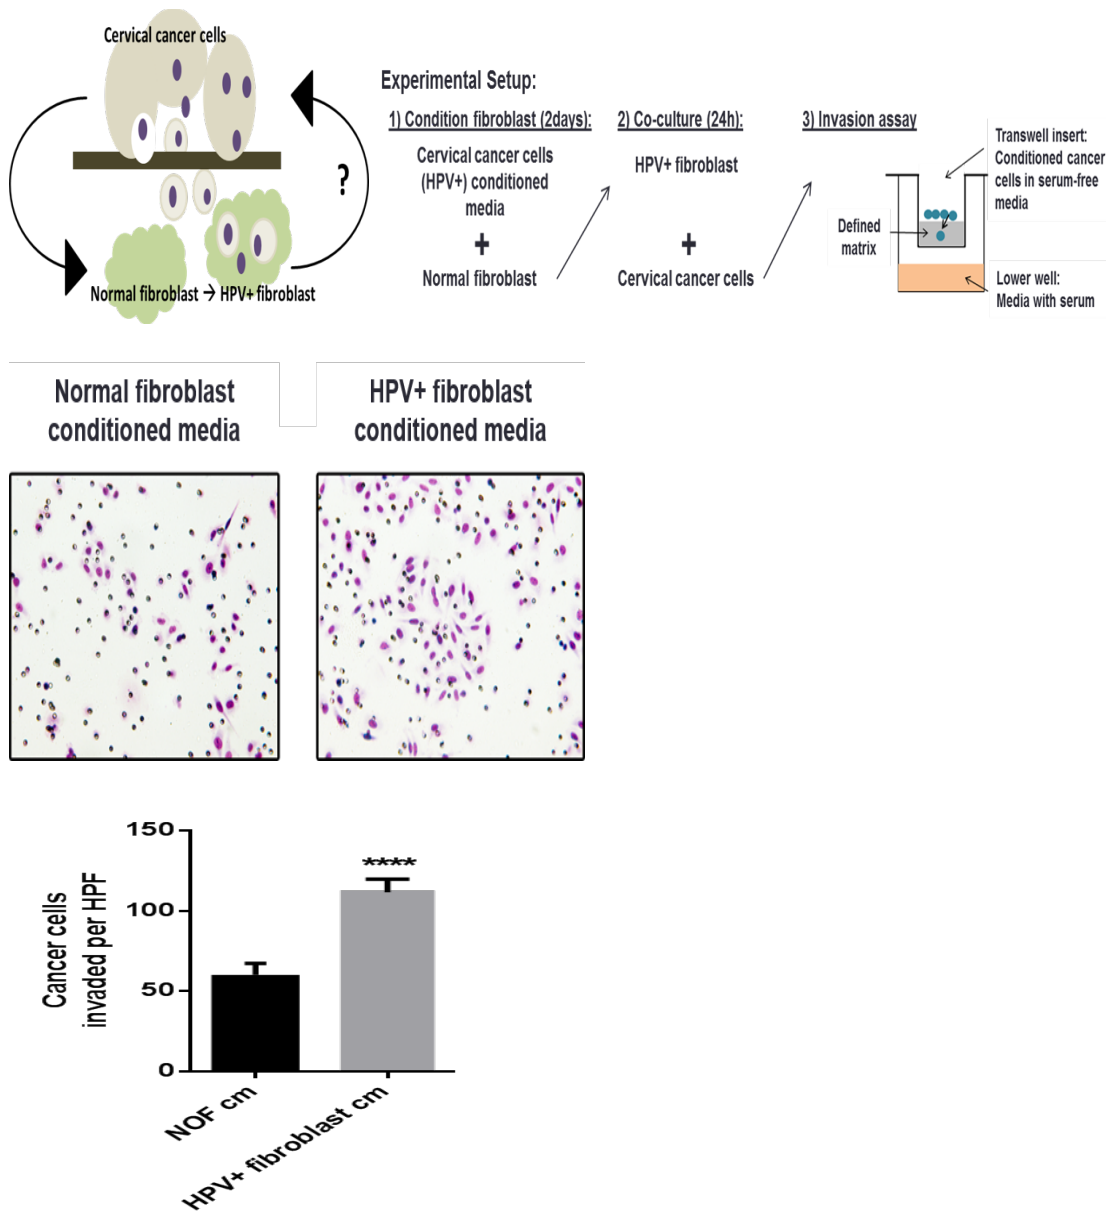 Cervical cancer cells
?
Normal fibroblast → HPV+ fibroblast
Experimental Setup:
1) Condition fibroblast (2days):
Cervical cancer cells
(HPV+) conditioned
media
+
Normal fibroblast
2) Co-culture (24h):
HPV+ fibroblast
+
Cervical cancer cells
3) Invasion assay
Transwell insert:
Conditioned cancer
cells in serum-free
media
Defined
matrix
Lower well:
Media with serum
Normal fibroblast
conditioned media
HPV+ fibroblast
conditioned media
Cancer cells
invaded per HPF
150
100
50
0
****
NOF cm
HPV+ fibroblast cm